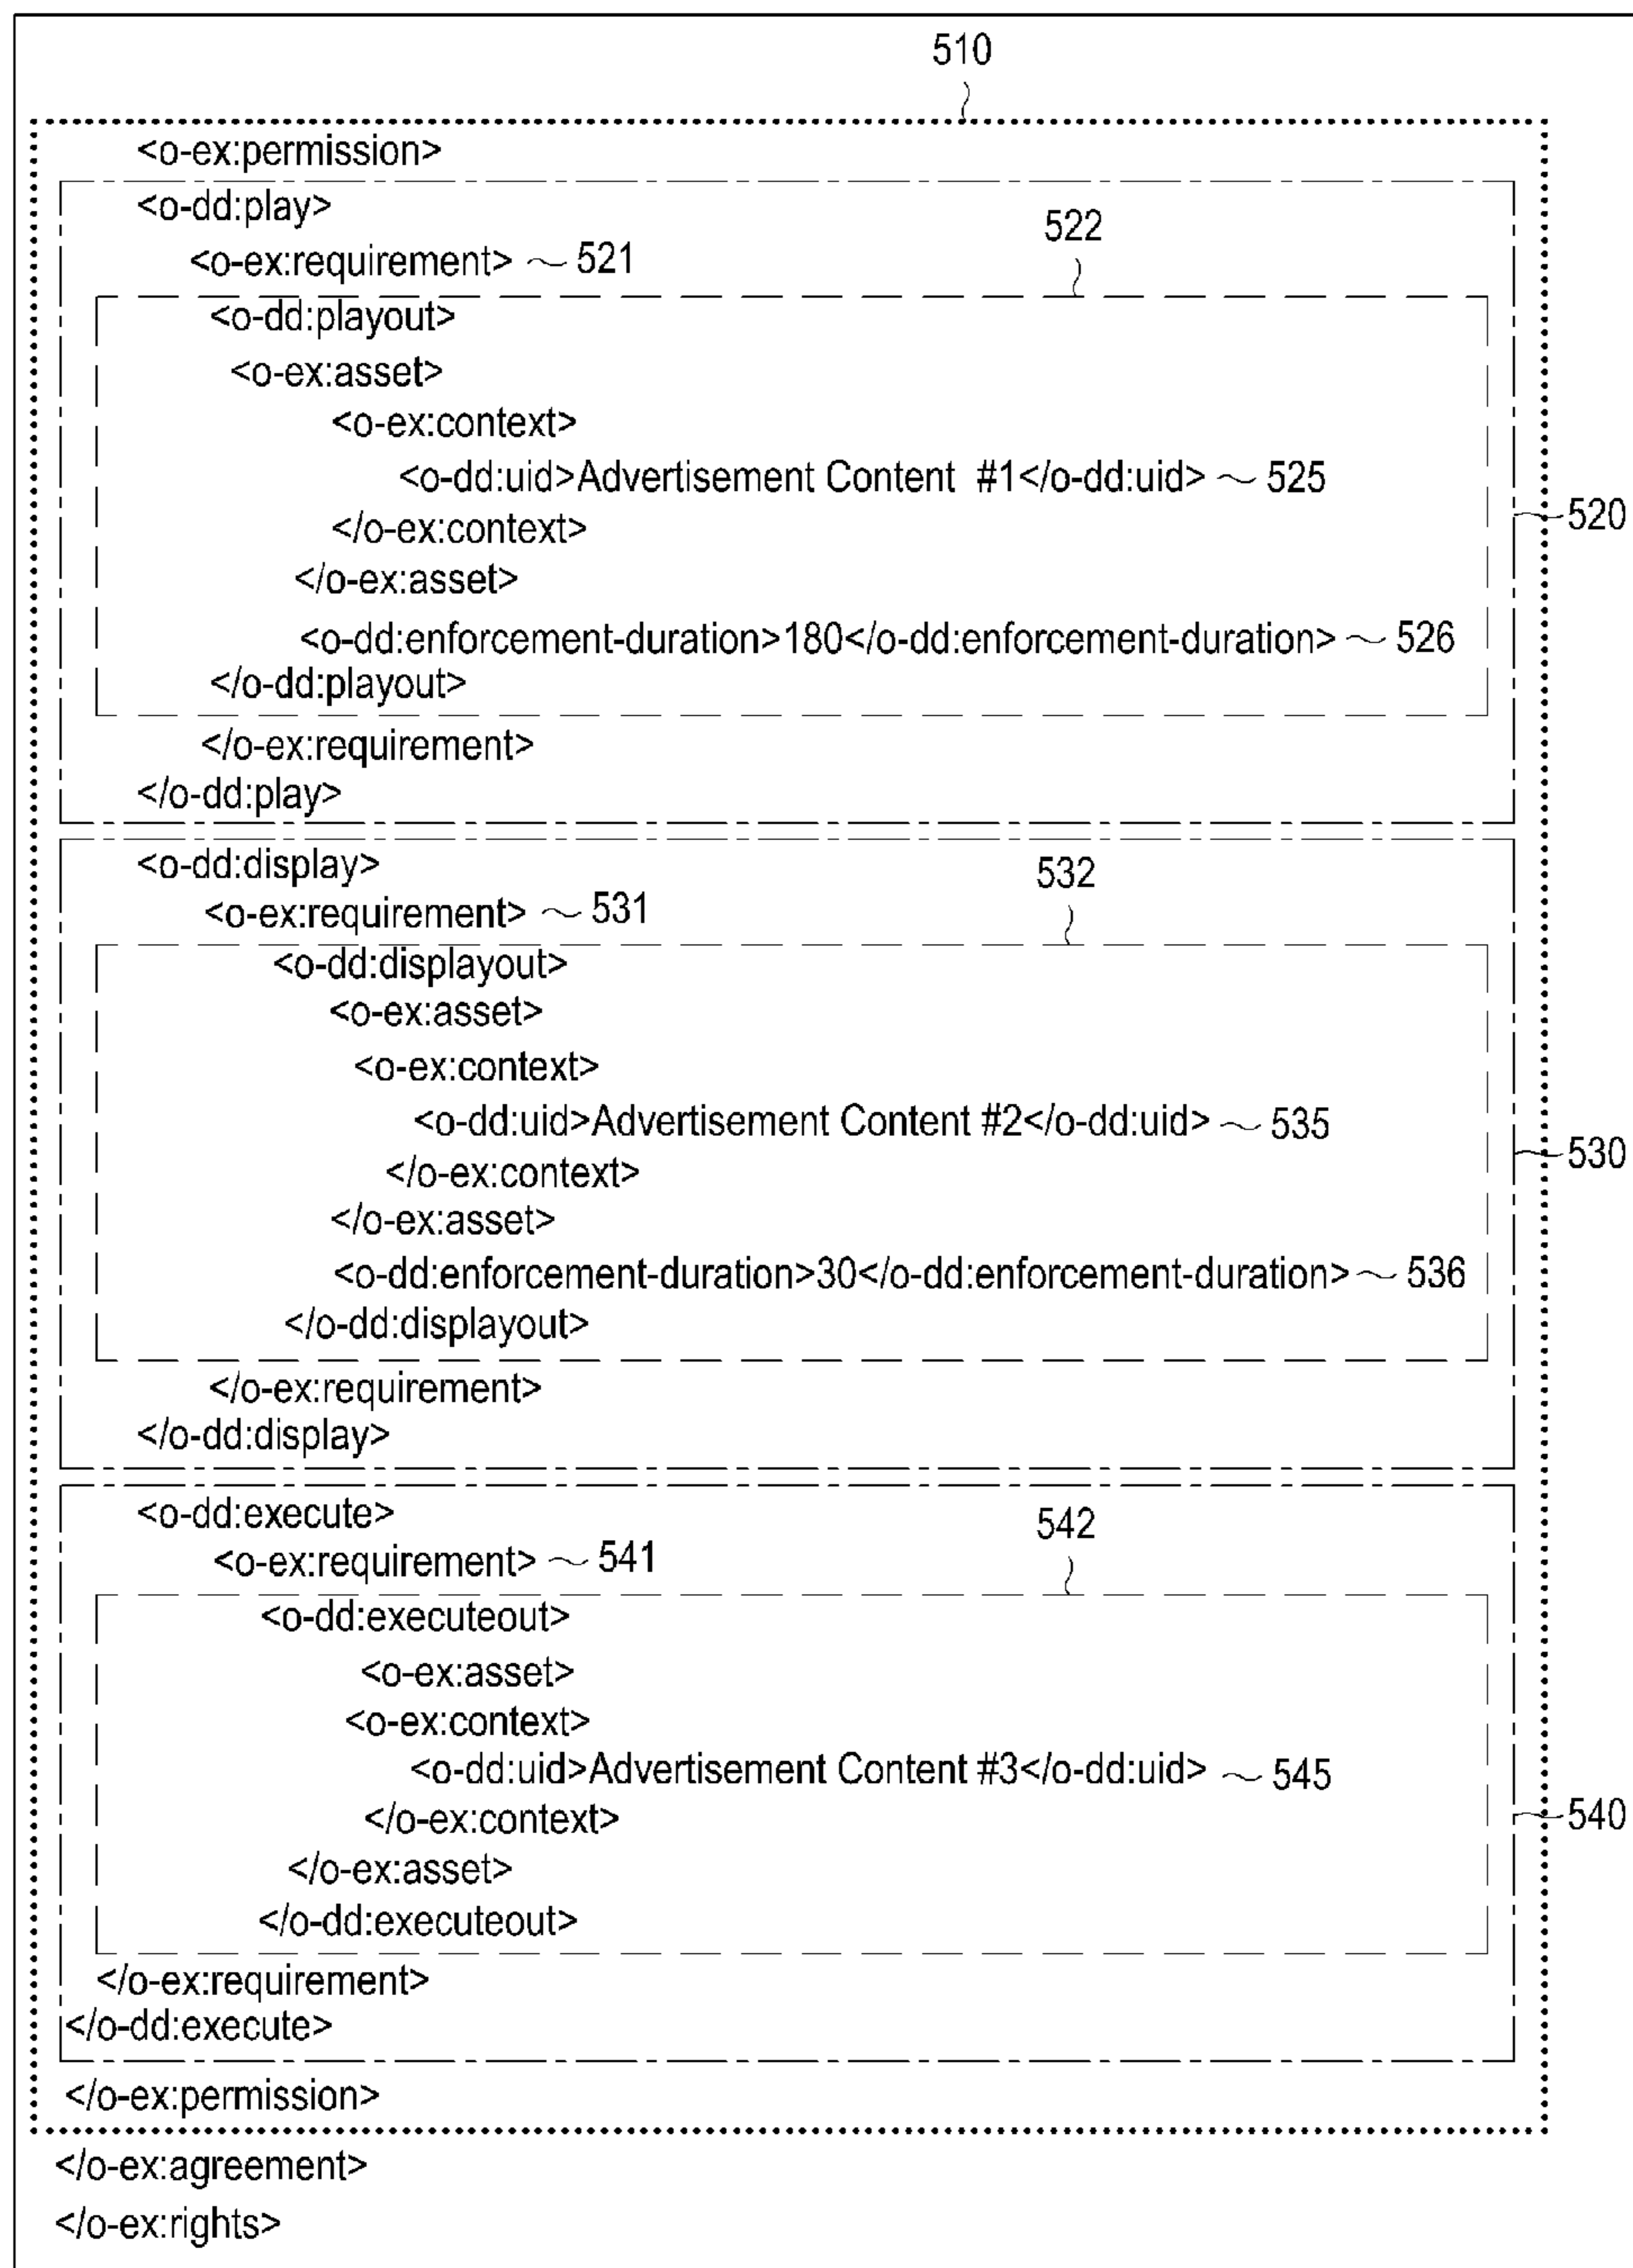 510
<o-ex:permission>
<o-dd:play>
522
<o-ex:requirement> 521
<o-dd:playout>
<o-ex:asset>
<o-ex:context>
<o-dd:uid>Advertisement Content #1</o-dd:uid> 525
520
</o-ex:context>
</o-ex:asset>
<o-dd:enforcement-duration>180</o-dd:enforcement-duration> 526
</o-dd:playout>
</o-ex:requirement>
</o-dd:play>
<o-dd:display>
532
<o-ex:requirement> 531
<o-dd:displayout>
<o-ex:asset>
<o-ex:context>
<o-dd:uid>Advertisement Content #2</o-dd:uid> 535
530
</o-ex:context>
</o-ex:asset>
<o-dd:enforcement-duration>30</o-dd:enforcement-duration> 536
</o-dd:displayout>
</o-ex:requirement>
</o-dd:display>
<o-dd:execute>
542
<o-ex:requirement> 541
<o-dd:executeout>
<o-ex:asset>
<o-ex:context>
<o-dd:uid>Advertisement Content #3</o-dd:uid> 545
540
</o-ex:context>
</o-ex:asset>
</o-dd:executeout>
</o-ex:requirement>
</o-dd:execute>
</o-ex:permission>
</o-ex:agreement>
</o-ex:rights>